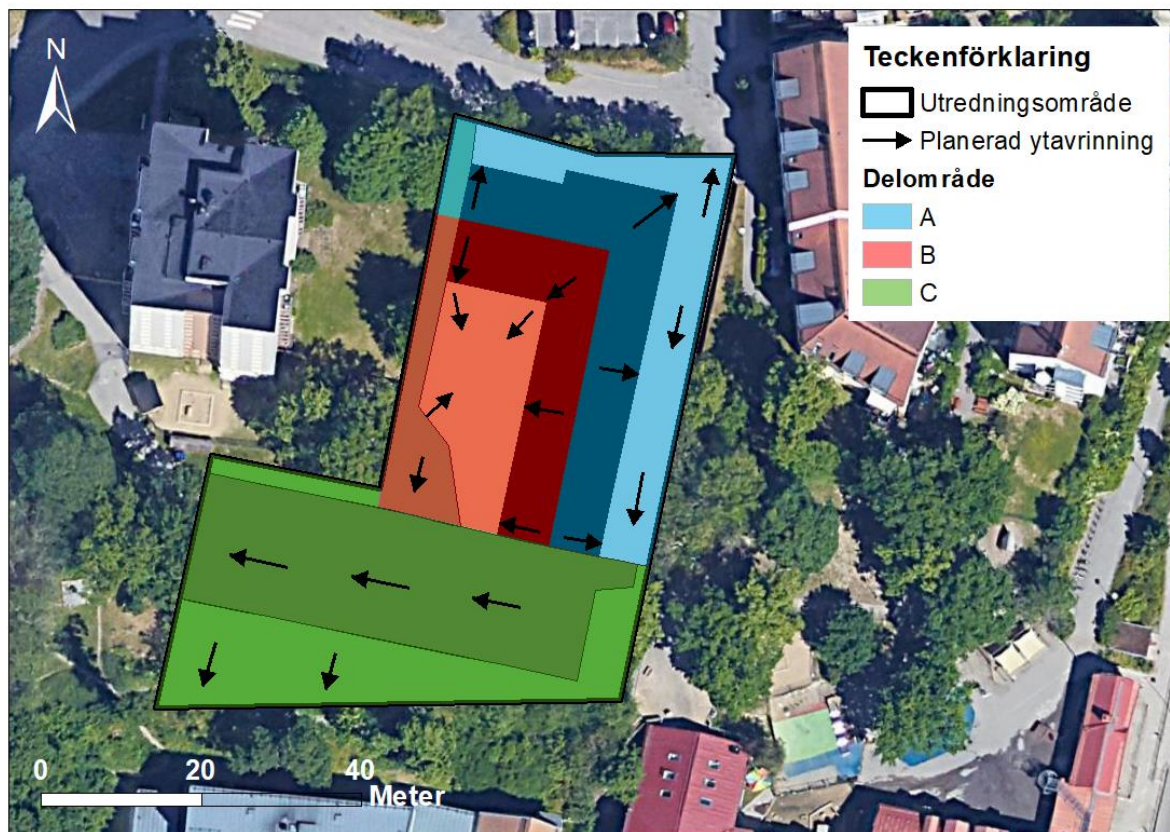 N
Teckenförklaring
Utredningsområde
Planerad ytavrinning
Delområde
A
B
C
0 20 40
Meter